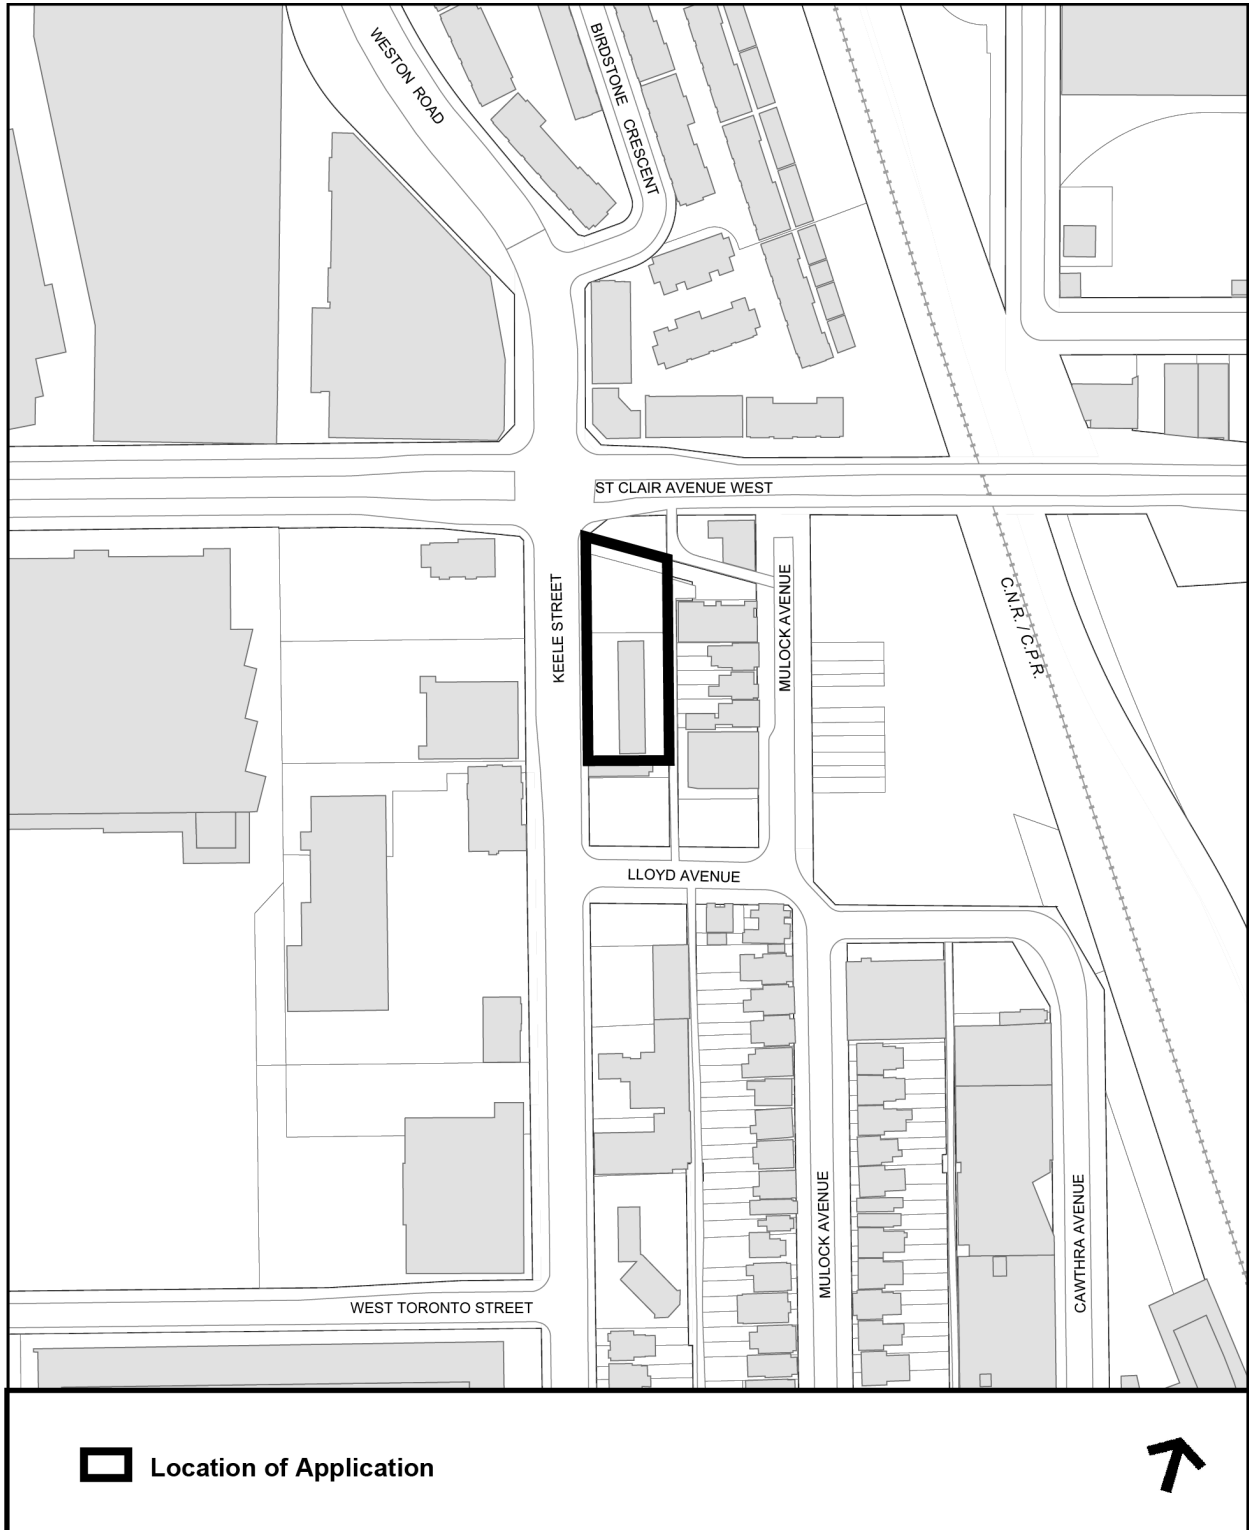 WESTON ROAD
BIRDSTONE CRESCENT
ST CLAIR AVENUE WEST
KEELE STREET
MULOCK AVENUE
C.N.R. / C.P.R.
LLOYD AVENUE
MULOCK AVENUE
CAWTHRA AVENUE
WEST TORONTO STREET
Location of Application